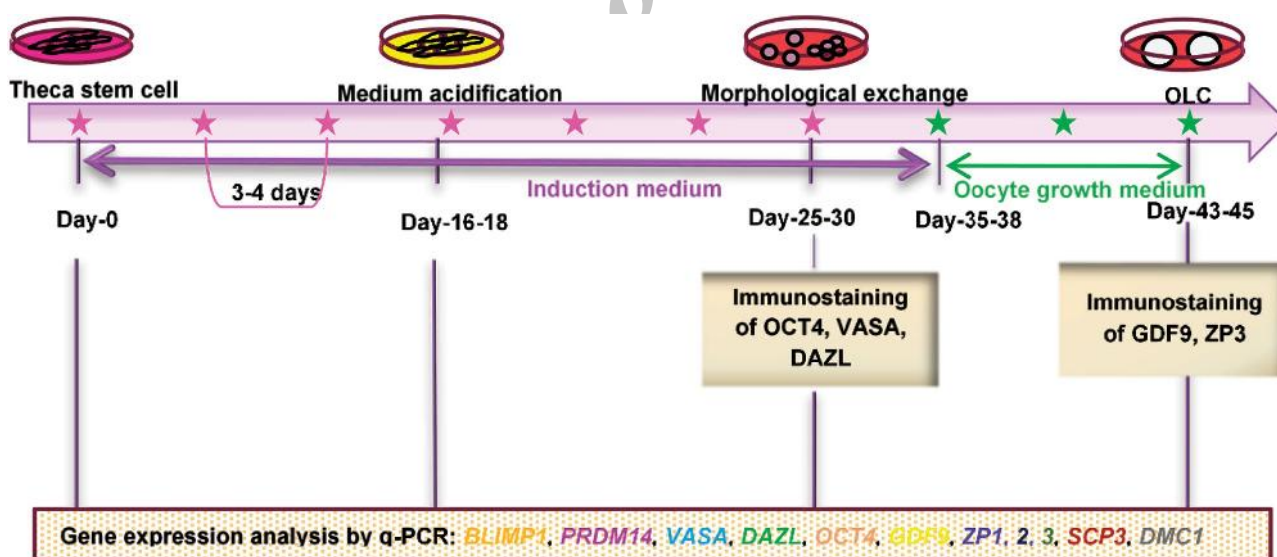 Theca stem cell
Medium acidification
Morphological exchange
OLC
3-4 days
Induction medium
Oocyte growth medium
Day-0
Day-16-18
Day-25-30
Day-35-38
Day-43-45
Immunostaining
of OCT4, VASA,
DAZL
Immunostaining
of GDF9, ZP3
Gene expression analysis by q-PCR: BLIMP1, PRDM14, VASA, DAZL, OCT4, GDF9, ZP1, 2, 3, SCP3, DMC1